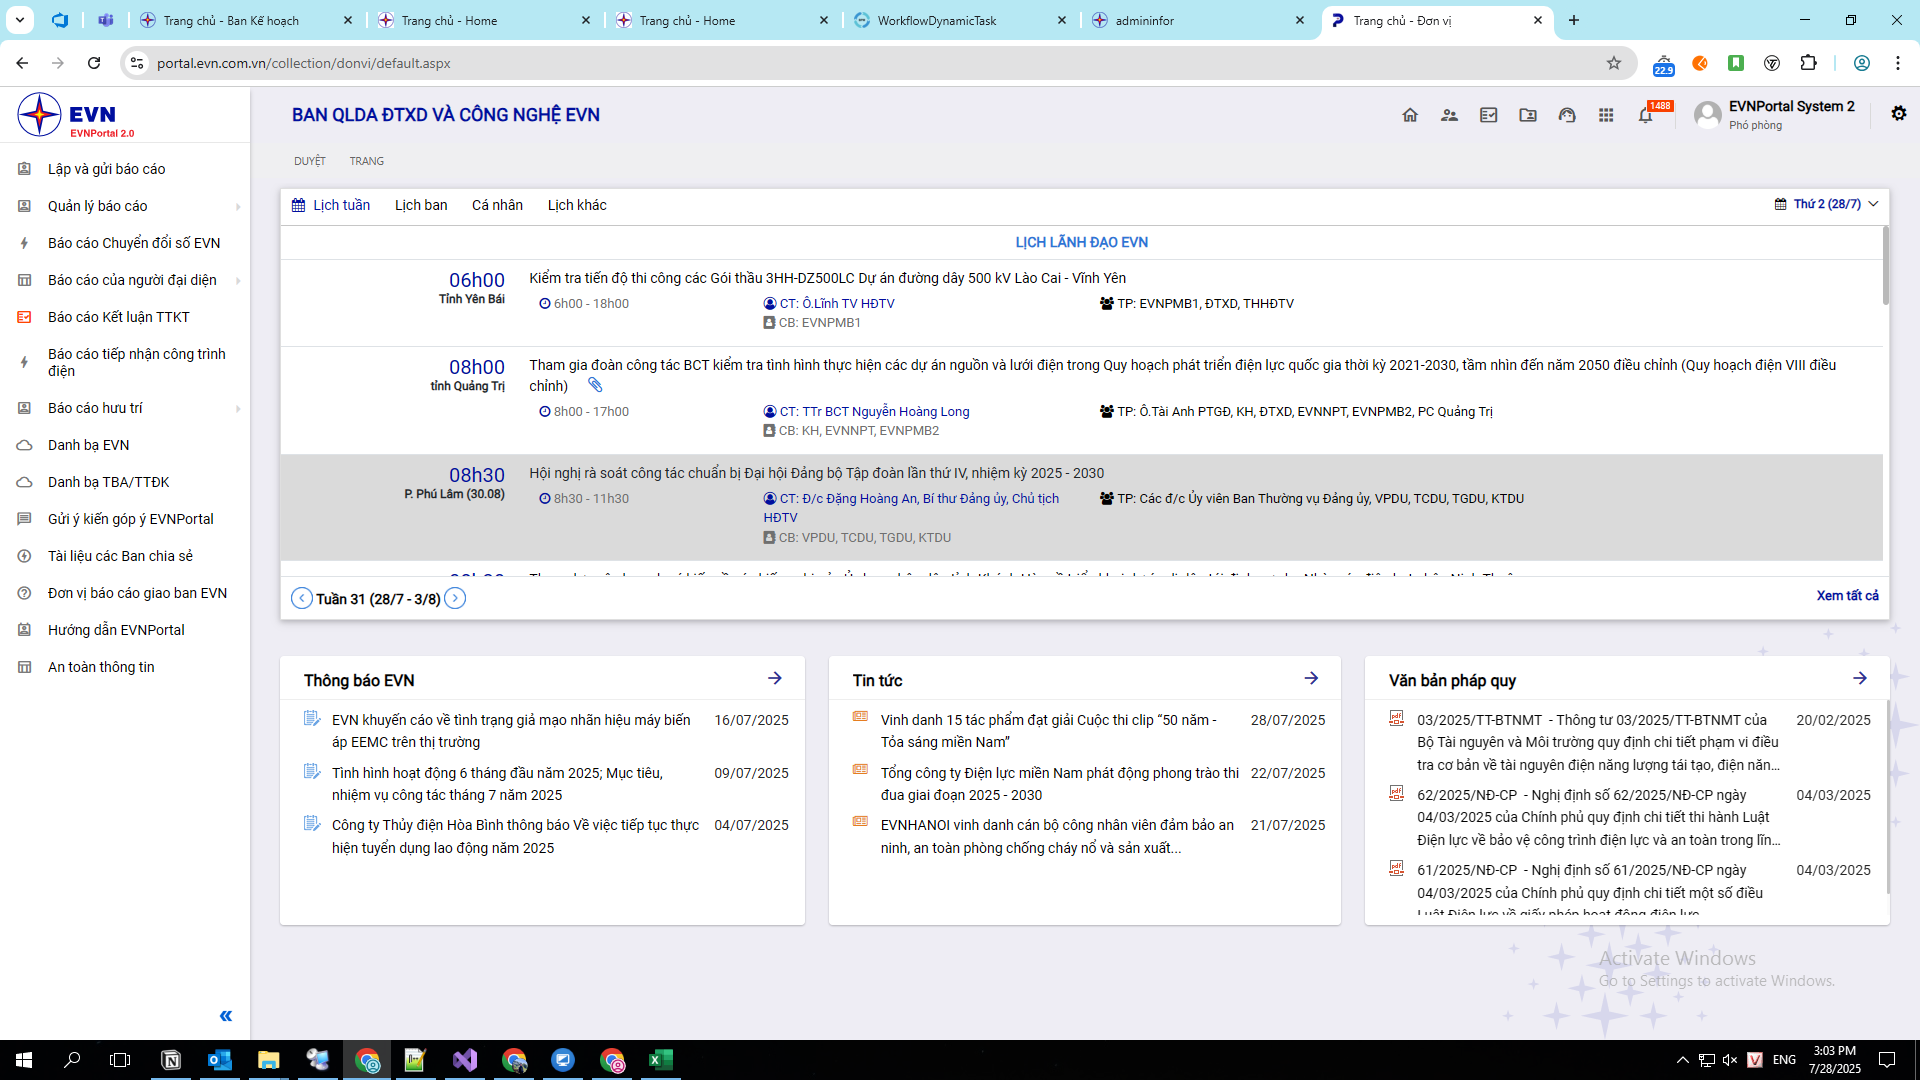 Trang chủ - Ban Kế hoạch
Trang chủ - Home
Trang chủ - Home
WorkflowDynamicTask
admininfor
Trang chủ - Đơn vị
portal.evn.com.vn/collection/donvi/default.aspx
22.9
EVN
EVNPortal 2.0
BAN QLDA ĐTXD VÀ CÔNG NGHỆ EVN
1488
EVNPortal System 2
Phó phòng
DUYỆT TRANG
Lập và gửi báo cáo
Quản lý báo cáo
Báo cáo Chuyển đổi số EVN
Báo cáo của người đại diện
Báo cáo Kết luận TTKT
Báo cáo tiếp nhận công trình
điện
Báo cáo hưu trí
Danh bạ EVN
Danh bạ TBA/TTĐK
Gửi ý kiến góp ý EVNPortal
Tài liệu các Ban chia sẻ
Đơn vị báo cáo giao ban EVN
Hướng dẫn EVNPortal
An toàn thông tin
Lịch tuần Lịch ban Cá nhân Lịch khác
Thứ 2 (28/7)
LỊCH LÃNH ĐẠO EVN
06h00
Tỉnh Yên Bái
Kiểm tra tiến độ thi công các Gói thầu 3HH-DZ500LC Dự án đường dây 500 kV Lào Cai - Vĩnh Yên
6h00 - 18h00
CT: Ô.Lĩnh TV HĐTV
CB: EVNPMB1
TP: EVNPMB1, ĐTXD, THHĐTV
08h00
tỉnh Quảng Trị
Tham gia đoàn công tác BCT kiểm tra tình hình thực hiện các dự án nguồn và lưới điện trong Quy hoạch phát triển điện lực quốc gia thời kỳ 2021-2030, tầm nhìn đến năm 2050 điều chỉnh (Quy hoạch điện VIII điều
chỉnh)
8h00 - 17h00
CT: TTr BCT Nguyễn Hoàng Long
CB: KH, EVNNPT, EVNPMB2
TP: Ô.Tài Anh PTGĐ, KH, ĐTXD, EVNNPT, EVNPMB2, PC Quảng Trị
08h30
P. Phú Lâm (30.08)
Hội nghị rà soát công tác chuẩn bị Đại hội Đảng bộ Tập đoàn lần thứ IV, nhiệm kỳ 2025 - 2030
8h30 - 11h30
CT: Đ/c Đặng Hoàng An, Bí thư Đảng ủy, Chủ tịch
HĐTV
CB: VPDU, TCDU, TGDU, KTDU
TP: Các đ/c Ủy viên Ban Thường vụ Đảng ủy, VPDU, TCDU, TGDU, KTDU
Tuần 31 (28/7 - 3/8)
Xem tất cả
Thông báo EVN
EVN khuyến cáo về tình trạng giả mạo nhãn hiệu máy biến
áp EEMC trên thị trường
16/07/2025
Tình hình hoạt động 6 tháng đầu năm 2025; Mục tiêu,
nhiệm vụ công tác tháng 7 năm 2025
09/07/2025
Công ty Thủy điện Hòa Bình thông báo Về việc tiếp tục thực
hiện tuyển dụng lao động năm 2025
04/07/2025
Tin tức
Vinh danh 15 tác phẩm đạt giải Cuộc thi clip “50 năm -
Tỏa sáng miền Nam”
28/07/2025
Tổng công ty Điện lực miền Nam phát động phong trào thi
đua giai đoạn 2025 - 2030
22/07/2025
EVNHANOI vinh danh cán bộ công nhân viên đảm bảo an
ninh, an toàn phòng chống cháy nổ và sản xuất...
21/07/2025
Văn bản pháp quy
03/2025/TT-BTNMT - Thông tư 03/2025/TT-BTNMT của
Bộ Tài nguyên và Môi trường quy định chi tiết phạm vi điều
tra cơ bản về tài nguyên điện năng lượng tái tạo, điện năn...
20/02/2025
62/2025/NĐ-CP - Nghị định số 62/2025/NĐ-CP ngày
04/03/2025 của Chính phủ quy định chi tiết thi hành Luật
Điện lực về bảo vệ công trình điện lực và an toàn trong lĩn...
04/03/2025
61/2025/NĐ-CP - Nghị định số 61/2025/NĐ-CP ngày
04/03/2025 của Chính phủ quy định chi tiết một số điều
Luật Điện lực về giấy phép hoạt động điện lực
04/03/2025
Activate Windows
Go to Settings to activate Windows.
ENG
3:03 PM
7/28/2025